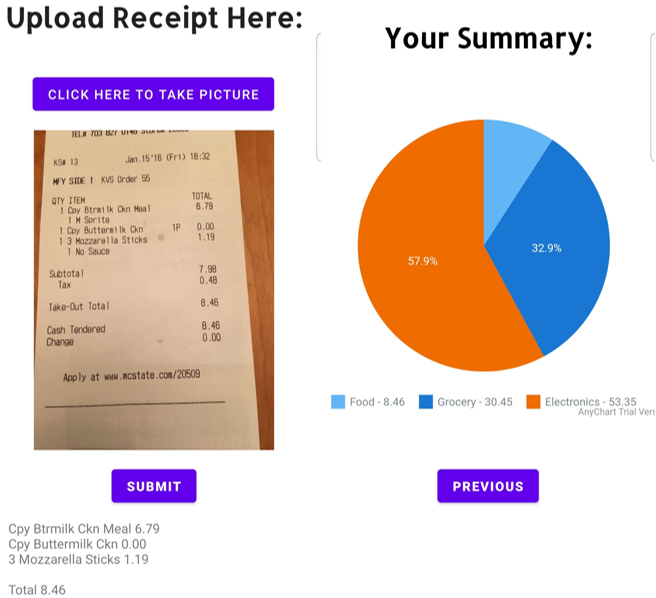 Upload Receipt Here:
CLICK HERE TO TAKE PICTURE
TEL# 703 827 0146
KS# 13 Jan.15'16 (Fri) 18:32
MFY SIDE 1 KVS Order 55
QTY ITEM TOTAL
1 Cpy Btrmilk Ckn Meal 6.79
1 M Sprite
1 Cpy Buttermilk Ckn 1P 0.00
1 3 Mozzarella Sticks 1.19
1 No Sauce
Subtotal 7.98
Tax 0.48
Take-Out Total 8.46
Cash Tendered 8.46
Change 0.00
Apply at www.mcstate.com/20509
SUBMIT
Cpy Btrmilk Ckn Meal 6.79
Cpy Buttermilk Ckn 0.00
3 Mozzarella Sticks 1.19
Total 8.46
Your Summary:
57.9%
32.9%
Food - 8.46 Grocery - 30.45 Electronics - 53.35
AnyChart Trial Vers
PREVIOUS